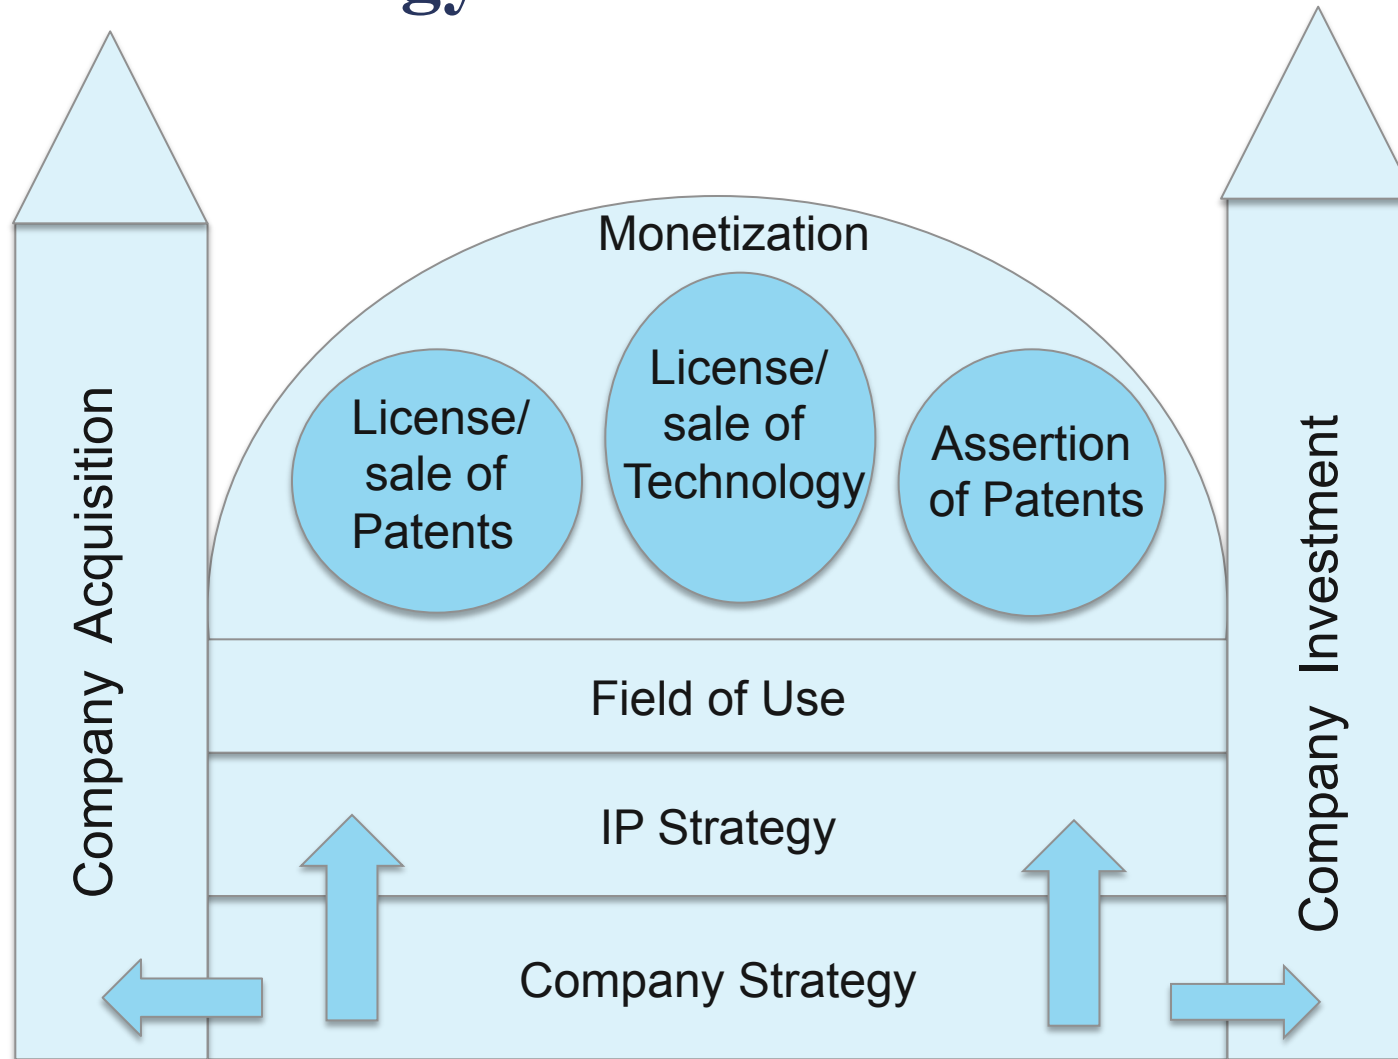 Monetization
License/
sale of
Patents
License/
sale of
Technology
Assertion
of Patents
Field of Use
IP Strategy
Company Strategy
Company Acquisition
Company Investment